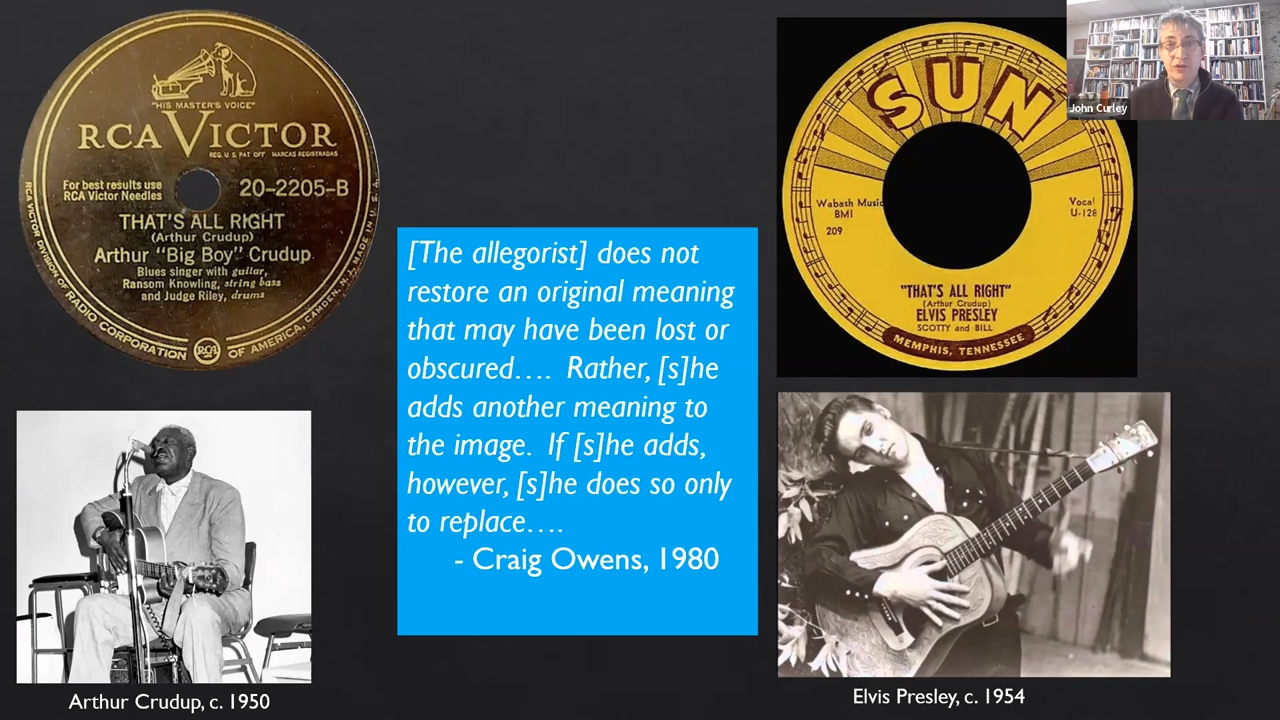 "HIS MASTER'S VOICE"
RCA VICTOR
REG. U.S. PAT OFF. MARCAS REGISTRADAS
For best results use
RCA Victor Needles
20-2205-B
THAT'S ALL RIGHT
(Arthur Crudup)
Arthur "Big Boy" Crudup
Blues singer with guitar,
Ransom Knowling, string bass
and Judge Riley, drums
RCA VICTOR DIVISION OF RADIO CORPORATION RCA OF AMERICA, CAMDEN, N.J. MADE IN U.S.A.
Arthur Crudup, c. 1950
[The allegorist] does not
restore an original meaning
that may have been lost or
obscured…. Rather, [s]he
adds another meaning to
the image. If [s]he adds,
however, [s]he does so only
to replace….
- Craig Owens, 1980
SUN
Wabash Music
BMI
209
Vocal
U-128
"THAT'S ALL RIGHT"
(Arthur Crudup)
ELVIS PRESLEY
SCOTTY and BILL
MEMPHIS, TENNESSEE
Elvis Presley, c. 1954
John Curley